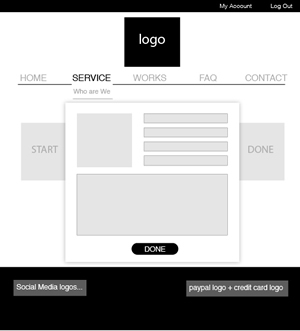 My Account Log Out
logo
HOME SERVICE WORKS FAQ CONTACT
Who are We
START DONE
DONE
Social Media logos...
paypal logo + credit card logo